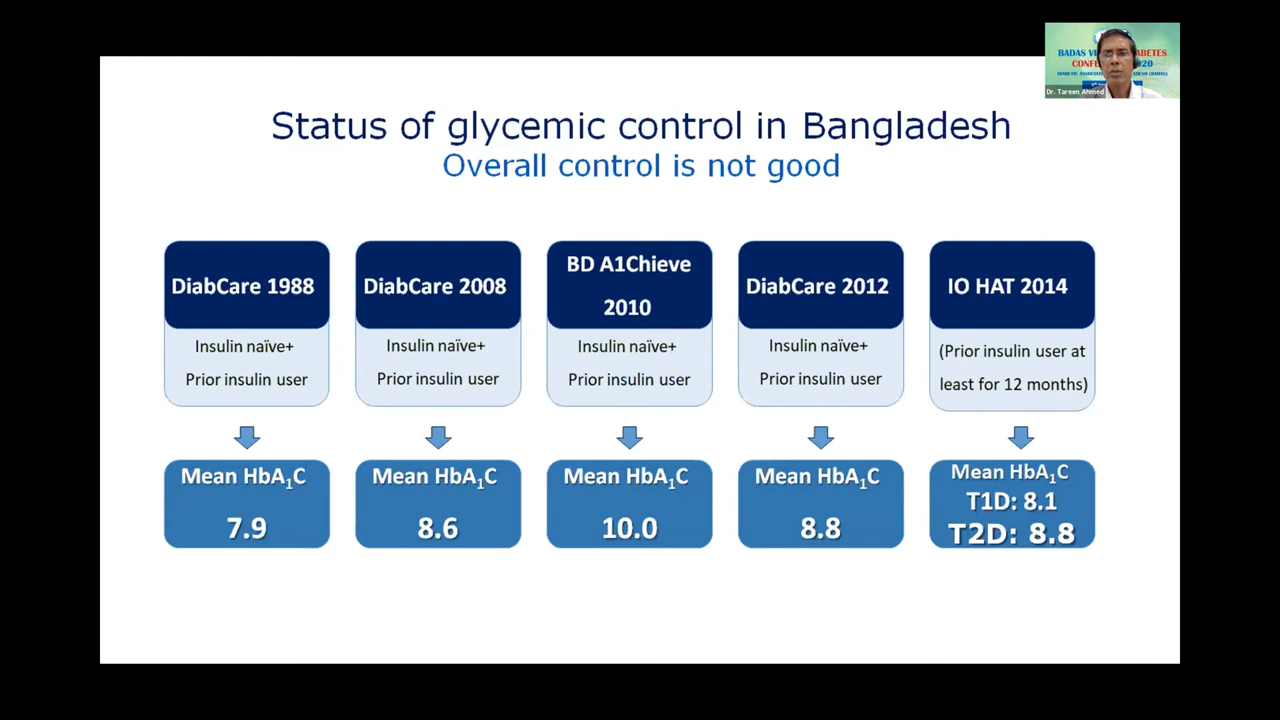 BADAS
CONF
2020
Dr. Tareen Ahmed
Status of glycemic control in Bangladesh
Overall control is not good
DiabCare 1988
Insulin naïve+
Prior insulin user
Mean HbA₁C
7.9
DiabCare 2008
Insulin naïve+
Prior insulin user
Mean HbA₁C
8.6
BD A1Chieve
2010
Insulin naïve+
Prior insulin user
Mean HbA₁C
10.0
DiabCare 2012
Insulin naïve+
Prior insulin user
Mean HbA₁C
8.8
IO HAT 2014
(Prior insulin user at
least for 12 months)
Mean HbA₁C
T1D: 8.1
T2D: 8.8